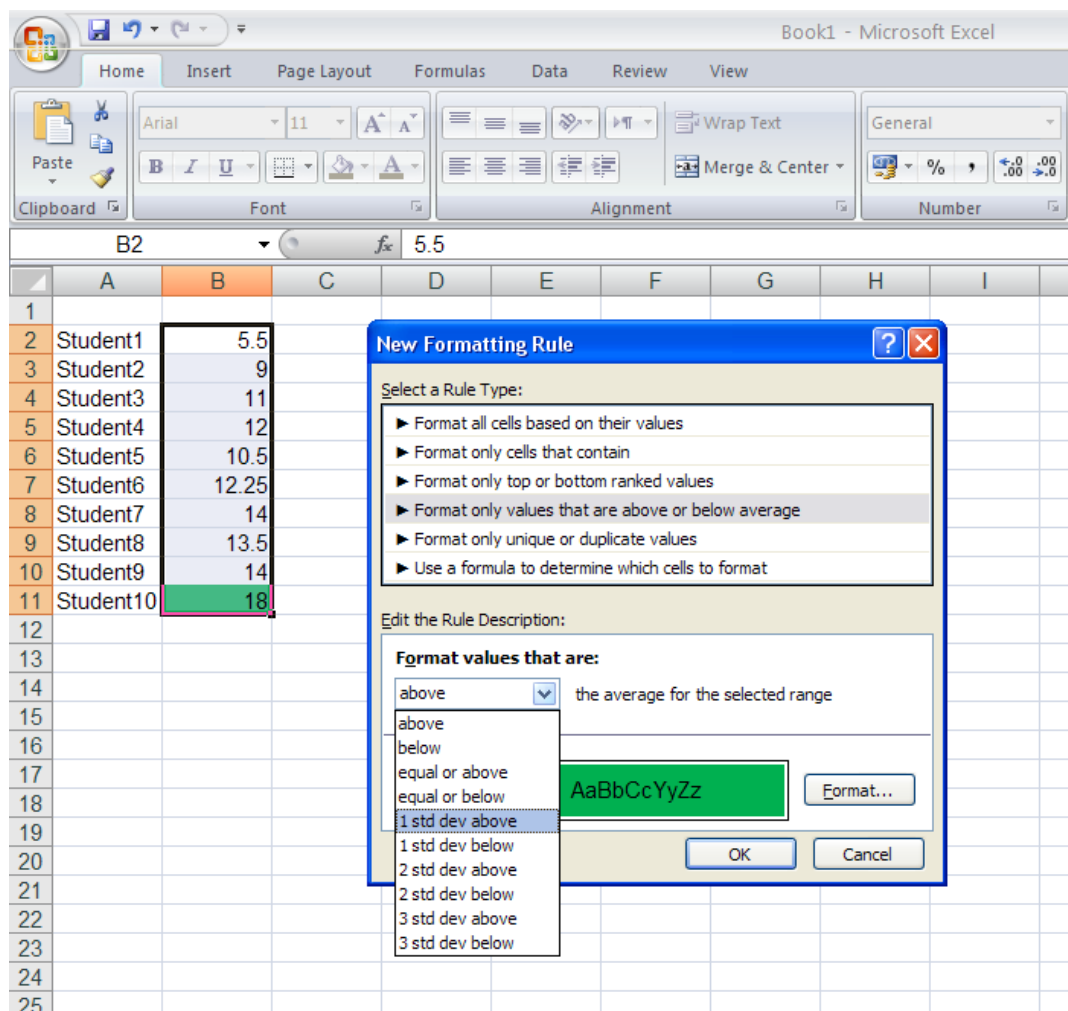 Book1 - Microsoft Excel
Home Insert Page Layout Formulas Data Review View
Paste
Arial 11 A A
B I U A
Wrap Text
Merge & Center
General
% , .0 .00 .00 .0
Clipboard Font Alignment Number
B2 fx 5.5
A B C D E F G H I
1
2 Student1 5.5
3 Student2 9
4 Student3 11
5 Student4 12
6 Student5 10.5
7 Student6 12.25
8 Student7 14
9 Student8 13.5
10 Student9 14
11 Student10 18
12
13
14
15
16
17
18
19
20
21
22
23
24
25
New Formatting Rule
Select a Rule Type:
► Format all cells based on their values
► Format only cells that contain
► Format only top or bottom ranked values
► Format only values that are above or below average
► Format only unique or duplicate values
► Use a formula to determine which cells to format
Edit the Rule Description:
Format values that are:
above the average for the selected range
above
below
equal or above
equal or below
1 std dev above
1 std dev below
2 std dev above
2 std dev below
3 std dev above
3 std dev below
AaBbCcYyZz Format...
OK Cancel